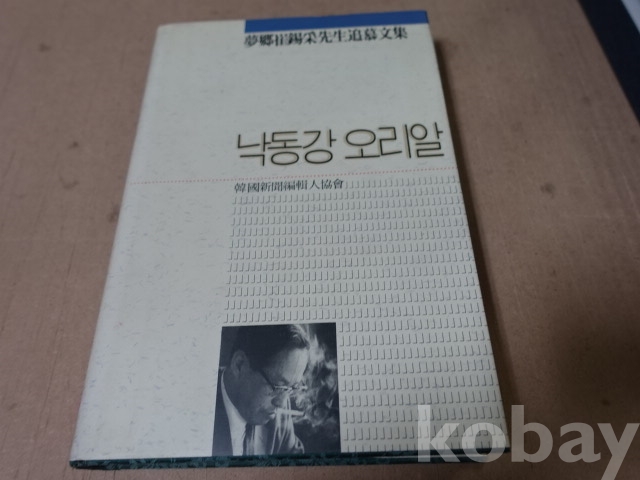 夢鄉崔錫采先生追慕文集
낙동강 오리알
韓國新聞編輯人協會
kobay